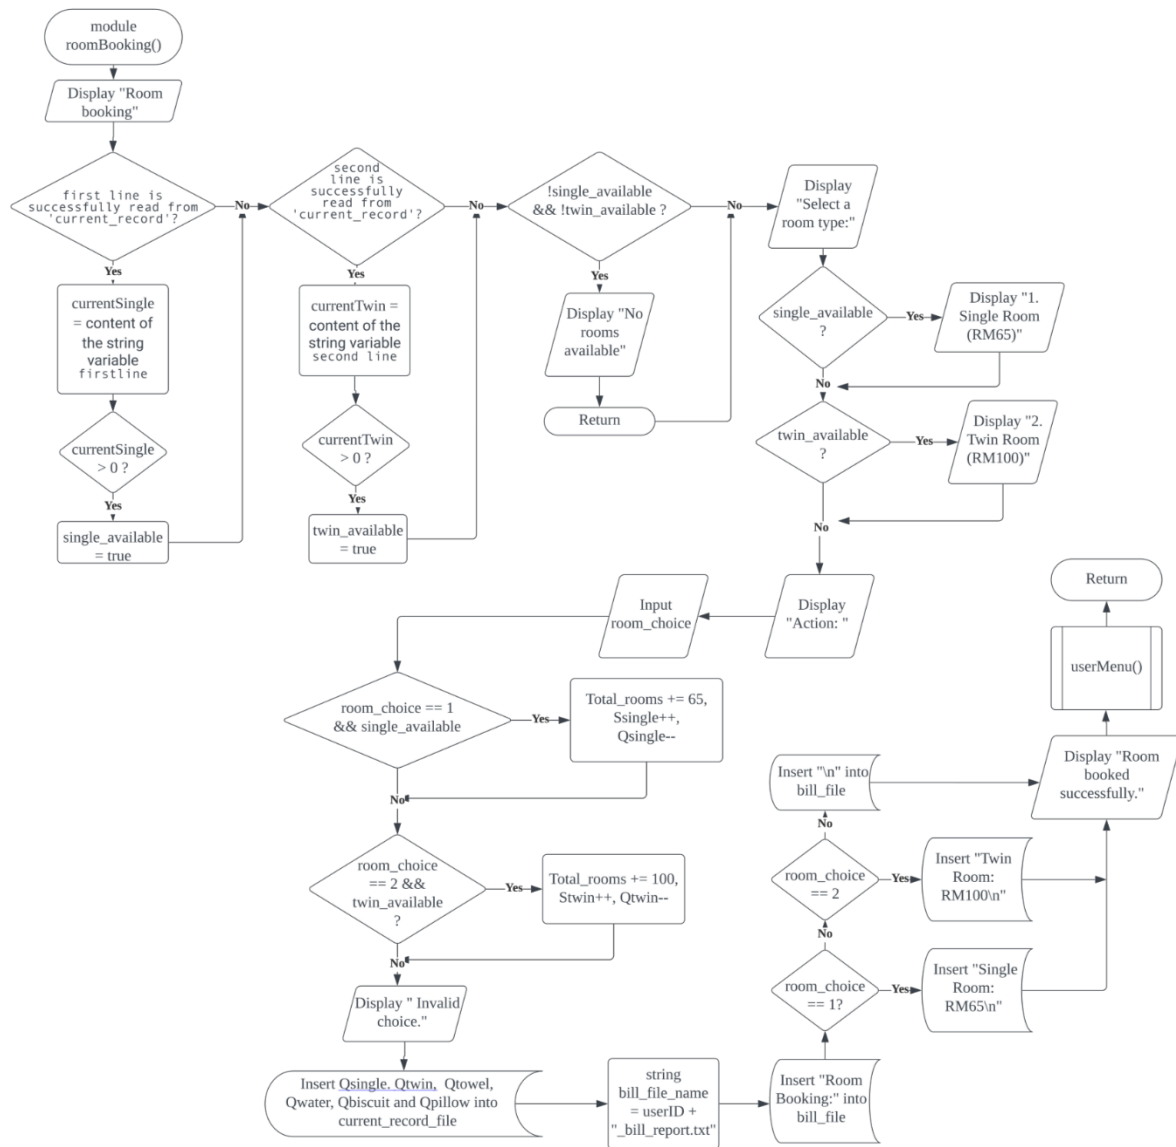 module
roomBooking()
Display "Room
booking"
first line is
successfully read from
'current_record'?
No
Yes
currentSingle
= content of
the string
variable
firstline
currentSingle
> 0 ?
Yes
single_available
= true
second
line is
successfully
read from
'current_record'?
No
Yes
currentTwin =
content of the
string variable
second line
currentTwin
> 0 ?
Yes
twin_available
= true
!single_available
&& !twin_available ?
No
Yes
Display "No
rooms
available"
Return
Display
"Select a
room type:"
single_available
?
Yes
Display "1.
Single Room
(RM65)"
No
twin_available
?
Yes
Display "2.
Twin Room
(RM100)"
No
Display
"Action: "
Input
room_choice
room_choice == 1
&& single_available
Yes
Total_rooms += 65,
Ssingle++,
Qsingle--
No
room_choice
== 2 &&
twin_available
?
Yes
Total_rooms += 100,
Stwin++, Qtwin--
No
Display " Invalid
choice."
Insert Qsingle. Qtwin, Qtowel,
Qwater, Qbiscuit and Qpillow into
current_record_file
string
bill_file_name
= userID +
"_bill_report.txt"
Insert "Room
Booking:" into
bill_file
room_choice
== 1?
Yes
Insert "Single
Room:
RM65\n"
No
room_choice
== 2
Yes
Insert "Twin
Room:
RM100\n"
No
Insert "\n" into
bill_file
Display "Room
booked
successfully."
userMenu()
Return